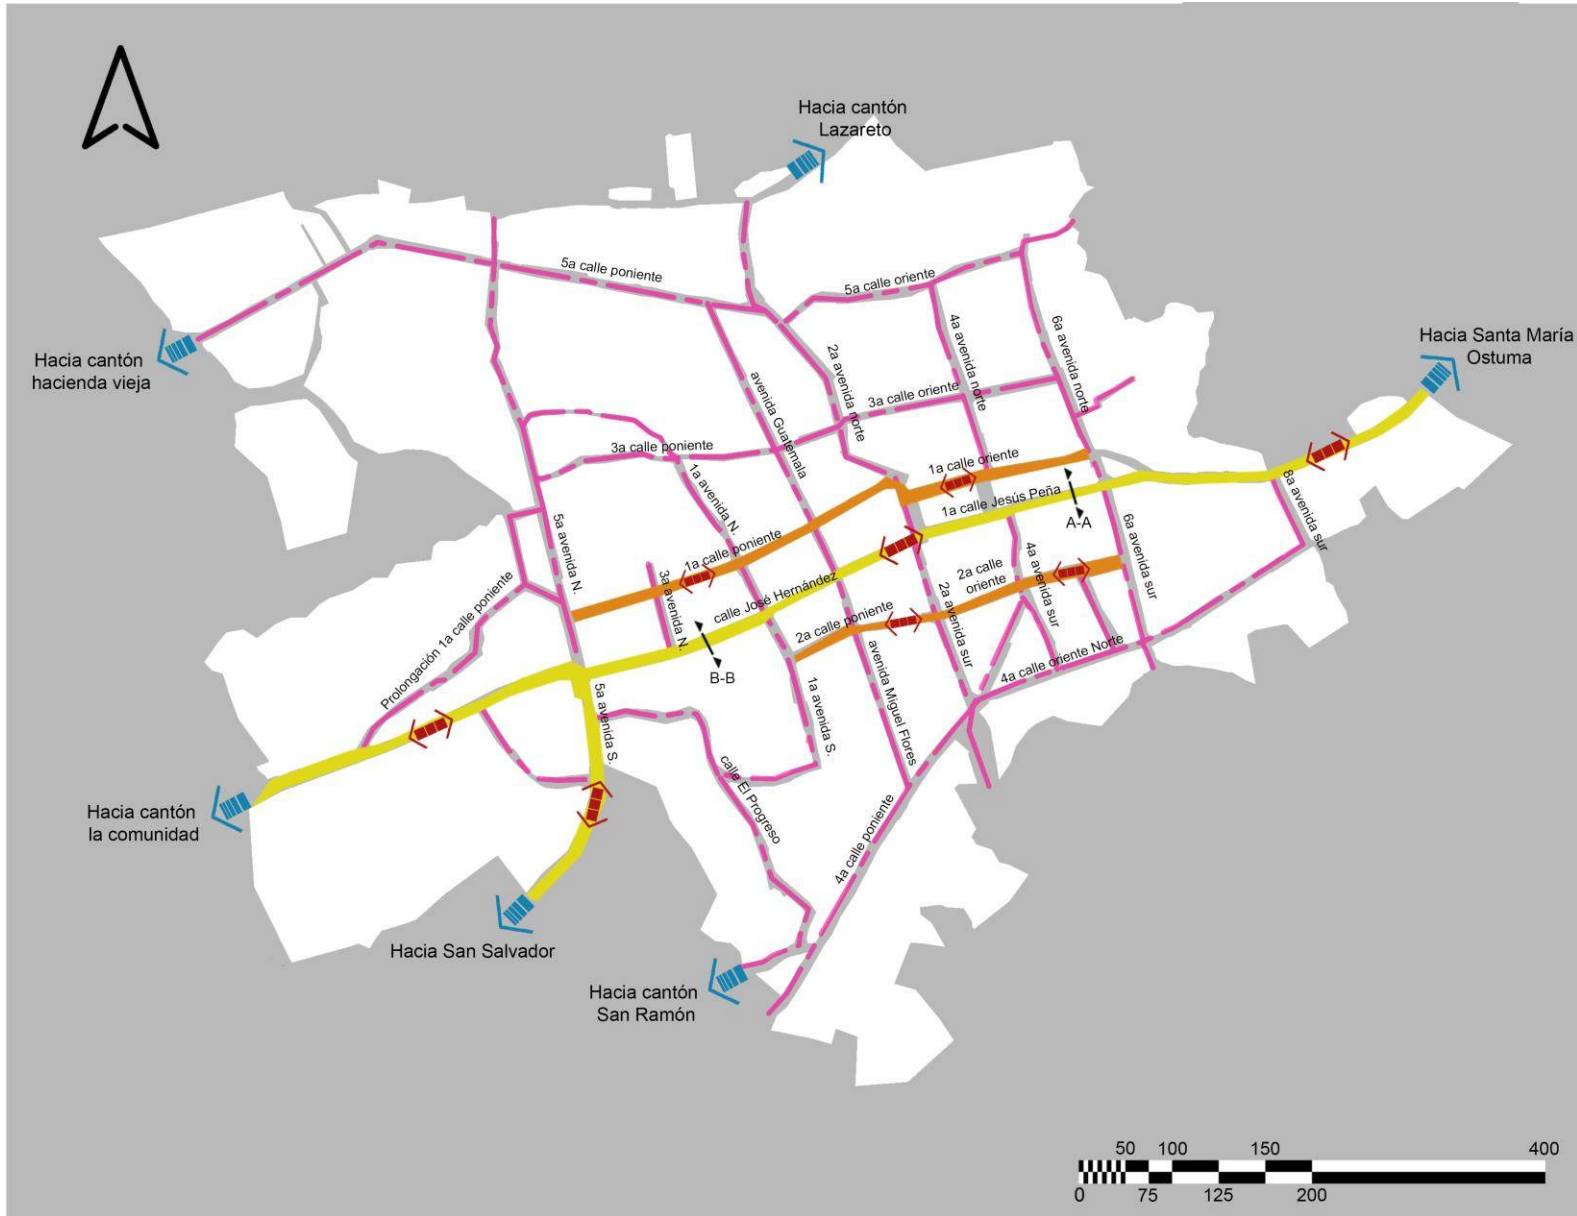 Hacia cantón
Lazareto
5a calle poniente
5a calle oriente
4a avenida norte
6a avenida norte
Hacia Santa María
Ostuma
Hacia cantón
hacienda vieja
2a avenida norte
avenida Guatemala
3a calle oriente
3a calle poniente
1a avenida N.
1a calle oriente
1a calle Jesús Peña
A-A
8a avenida sur
5a avenida N.
1a calle poniente
3a avenida N.
6a avenida sur
4a avenida sur
2a calle
oriente
2a avenida sur
calle José Hernández
2a calle poniente
Prolongación 1a calle poniente
B-B
4a calle oriente Norte
5a avenida S.
1a avenida S.
avenida Miguel Flores
calle El Progreso
4a calle poniente
Hacia cantón
la comunidad
Hacia San Salvador
Hacia cantón
San Ramón
50 100 150 400
0 75 125 200